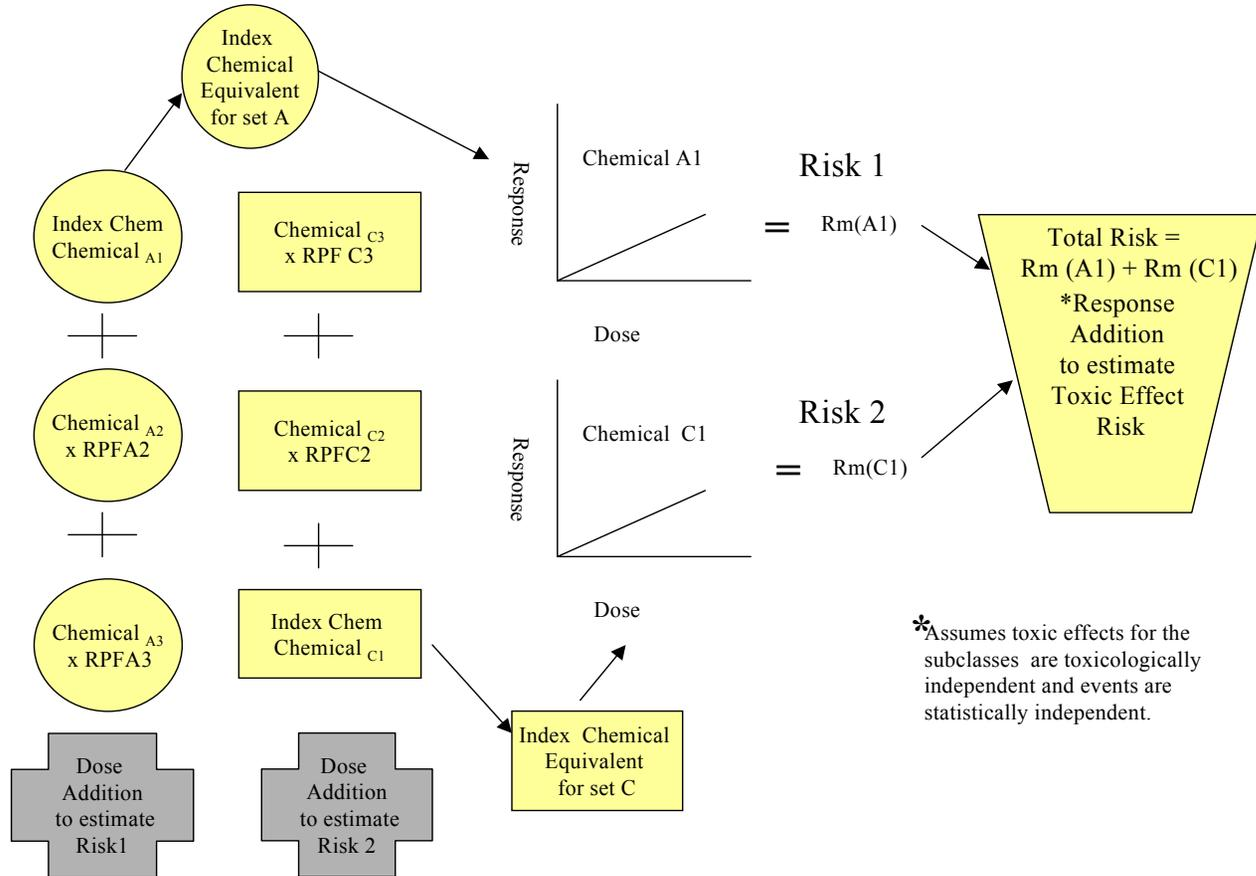 Index
Chemical
Equivalent
for set A
Index Chem
Chemical A1
Chemical A2
x RPFA2
Chemical A3
x RPFA3
Dose
Addition
to estimate
Risk1
Chemical C3
x RPF C3
Chemical C2
x RPFC2
Index Chem
Chemical C1
Dose
Addition
to estimate
Risk 2
Index Chemical
Equivalent
for set C
Response
Chemical A1
Dose
Risk 1
= Rm(A1)
Response
Chemical C1
Dose
Risk 2
= Rm(C1)
Total Risk =
Rm (A1) + Rm (C1)
*Response
Addition
to estimate
Toxic Effect
Risk
*Assumes toxic effects for the
subclasses are toxicologically
independent and events are
statistically independent.